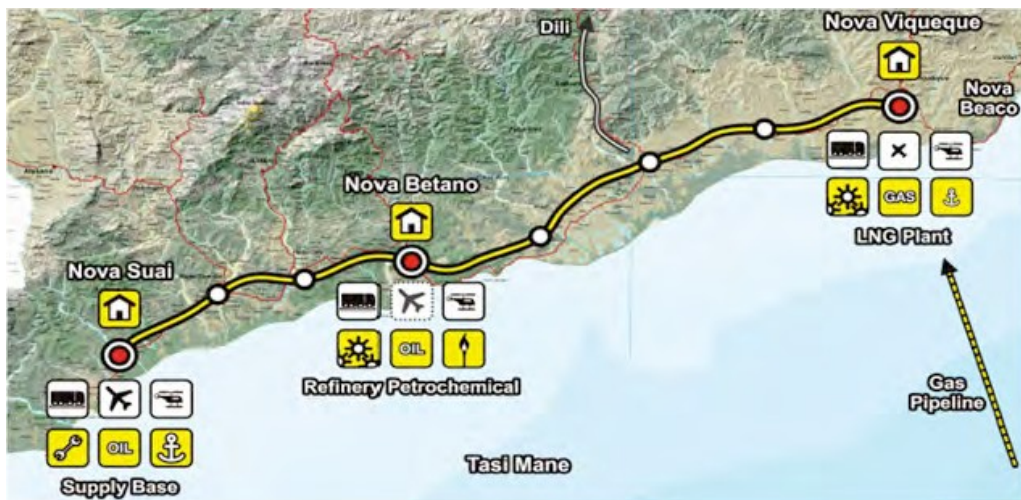 Dili
Nova Viqueque
Nova
Beaco
Nova Betano
GAS
LNG Plant
Nova Suai
OIL
Refinery Petrochemical
Gas
Pipeline
OIL
Tasi Mane
Supply Base